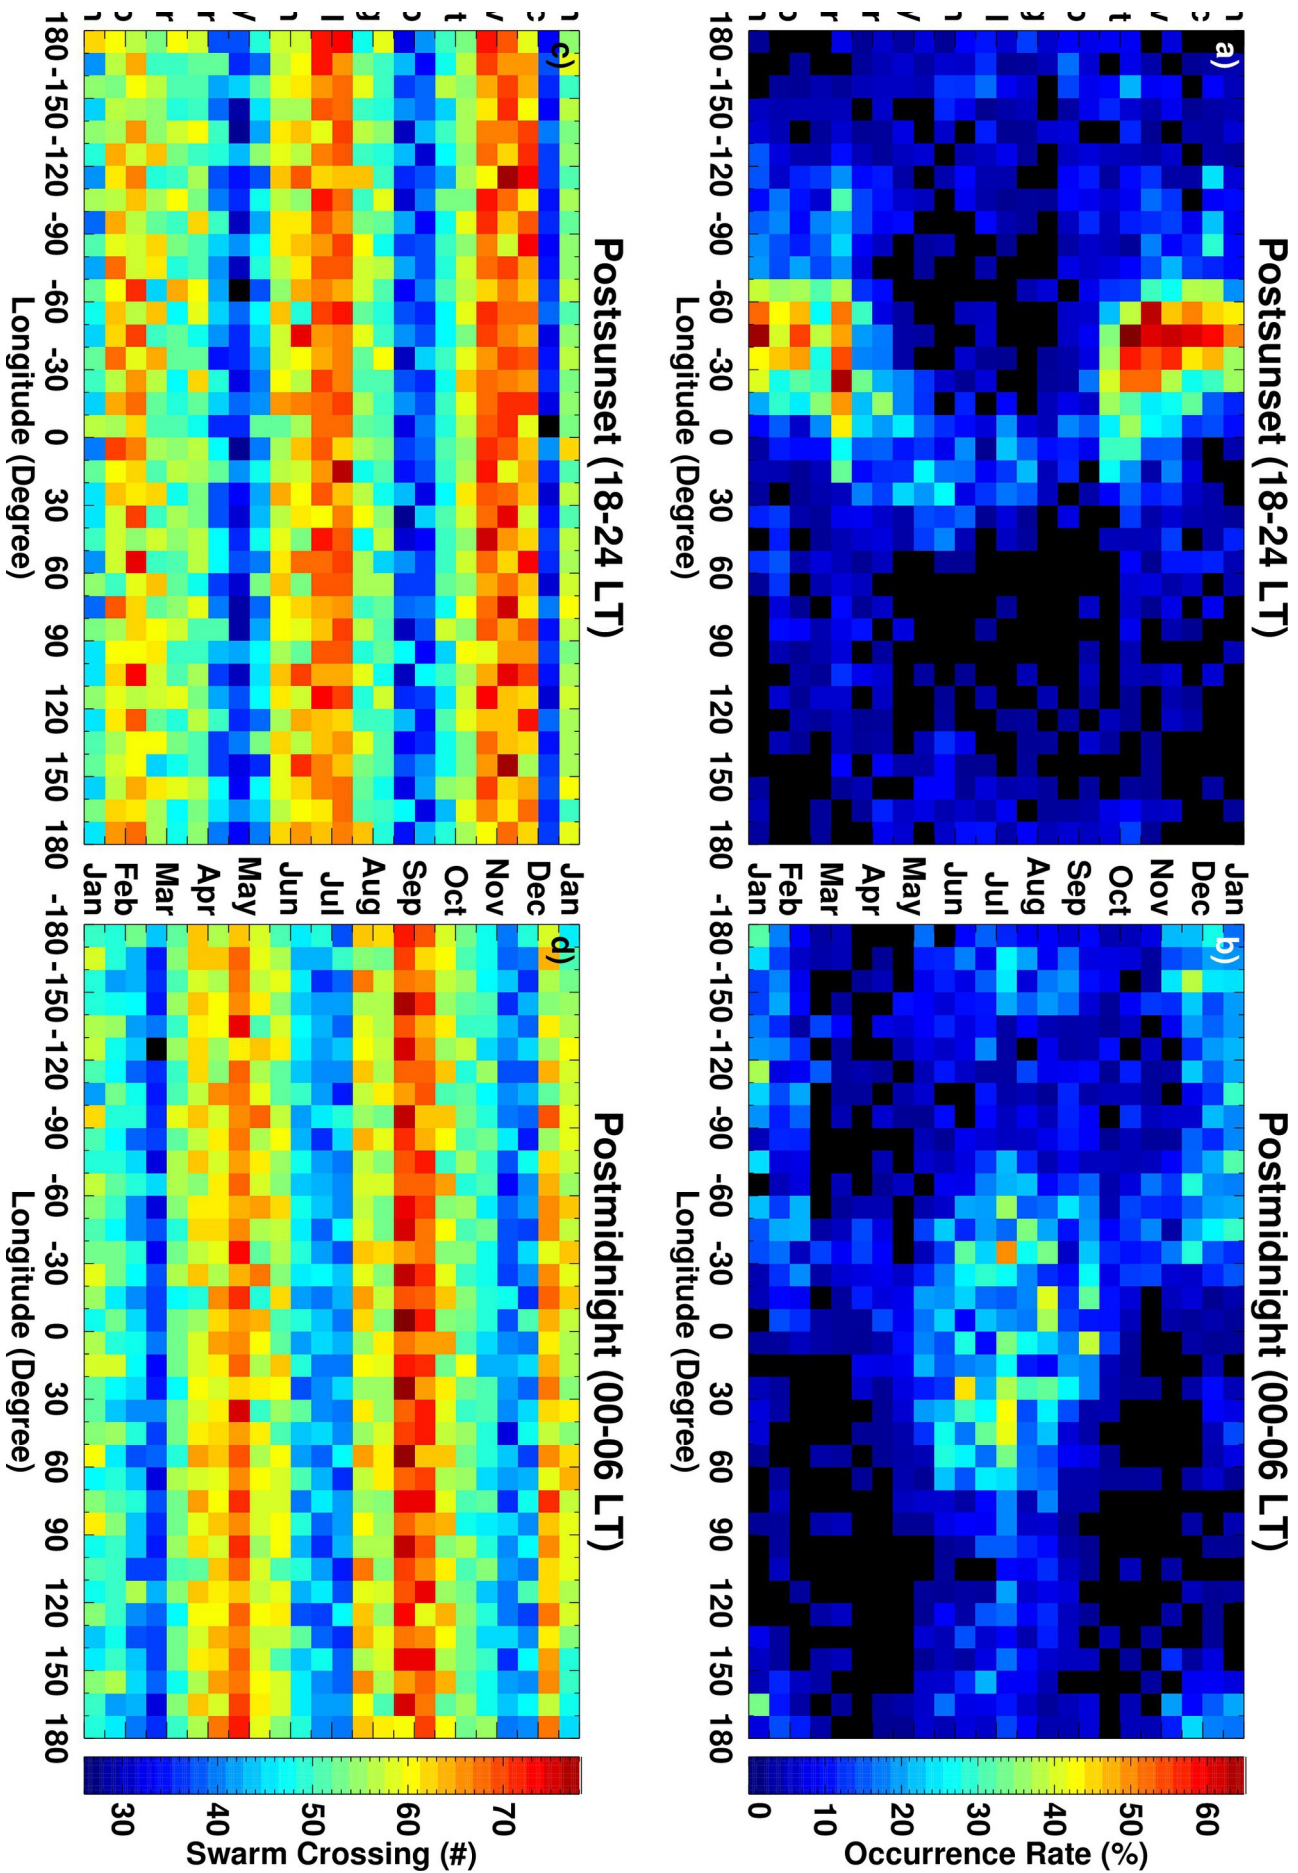 Postsunset (18-24 LT)
a)
180 -150 -120 -90 -60 -30 0 30 60 90 120 150 180
Longitude (Degree)
Postmidnight (00-06 LT)
b)
Jan
Dec
Nov
Oct
Sep
Aug
Jul
Jun
May
Apr
Mar
Feb
Jan
-180 -150 -120 -90 -60 -30 0 30 60 90 120 150 180
Longitude (Degree)
60
50
40
30
20
10
0
Occurrence Rate (%)
Postsunset (18-24 LT)
c)
180 -150 -120 -90 -60 -30 0 30 60 90 120 150 180
Longitude (Degree)
Postmidnight (00-06 LT)
d)
Jan
Dec
Nov
Oct
Sep
Aug
Jul
Jun
May
Apr
Mar
Feb
Jan
-180 -150 -120 -90 -60 -30 0 30 60 90 120 150 180
Longitude (Degree)
70
60
50
40
30
Swarm Crossing (#)